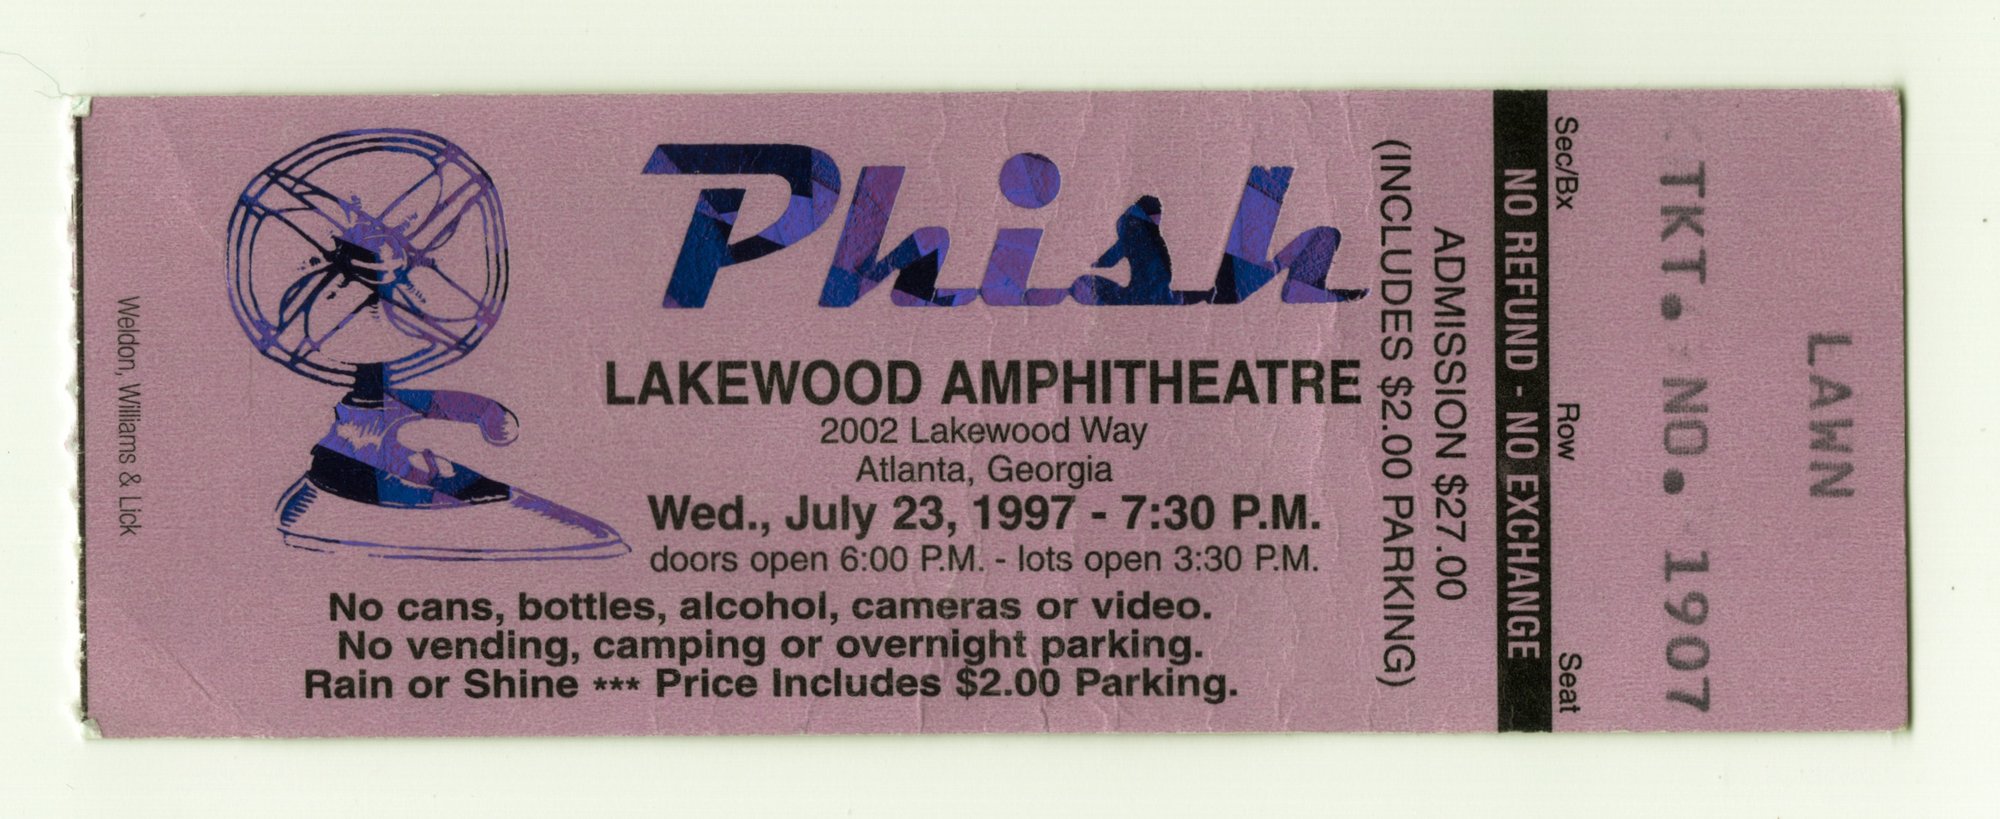 Weldon, Williams & Lick
Phish
LAKEWOOD AMPHITHEATRE
2002 Lakewood Way
Atlanta, Georgia
Wed., July 23, 1997 - 7:30 P.M.
doors open 6:00 P.M. - lots open 3:30 P.M.
No cans, bottles, alcohol, cameras or video.
No vending, camping or overnight parking.
Rain or Shine *** Price Includes $2.00 Parking.
ADMISSION $27.00
(INCLUDES $2.00 PARKING)
NO REFUND - NO EXCHANGE
Sec/Bx Row Seat
LAWN
TKT. NO. 1907